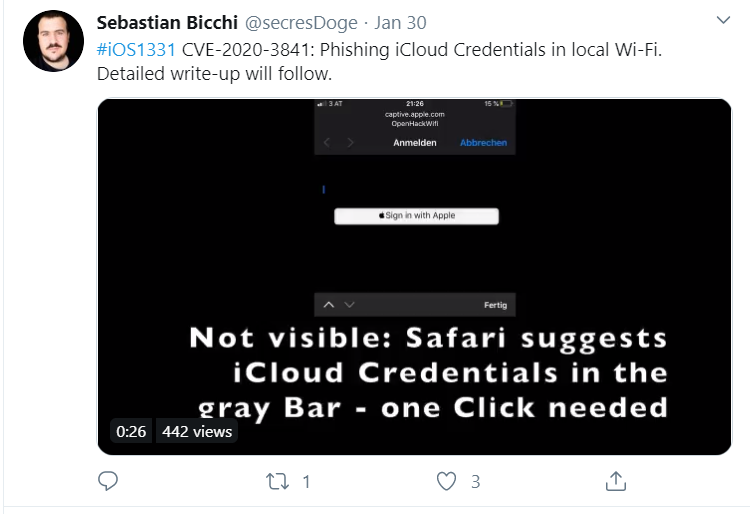 Sebastian Bicchi @secresDoge · Jan 30
#iOS1331 CVE-2020-3841: Phishing iCloud Credentials in local Wi-Fi.
Detailed write-up will follow.
3 AT 21:26 15 %
captive.apple.com
OpenHackWifi
Anmelden Abbrechen
Sign in with Apple
Fertig
Not visible: Safari suggests
iCloud Credentials in the
gray Bar - one Click needed
0:26 442 views
1 3